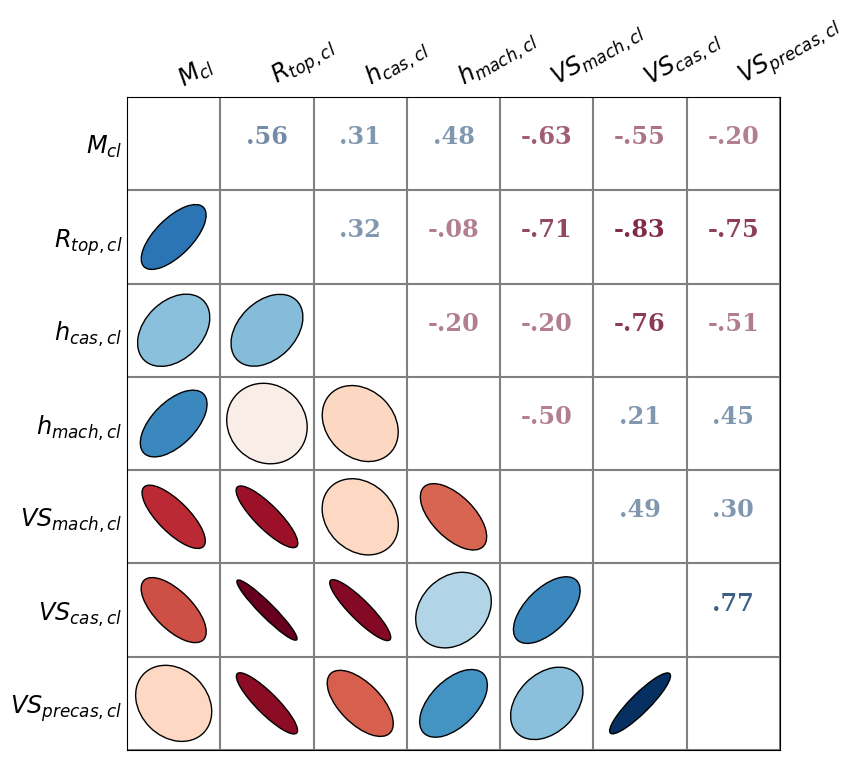 M_cl R_top,cl h_cas,cl h_mach,cl VS_mach,cl VS_cas,cl VS_precas,cl
M_cl .56 .31 .48 -.63 -.55 -.20
R_top,cl .32 -.08 -.71 -.83 -.75
h_cas,cl -.20 -.20 -.76 -.51
h_mach,cl -.50 .21 .45
VS_mach,cl .49 .30
VS_cas,cl .77
VS_precas,cl